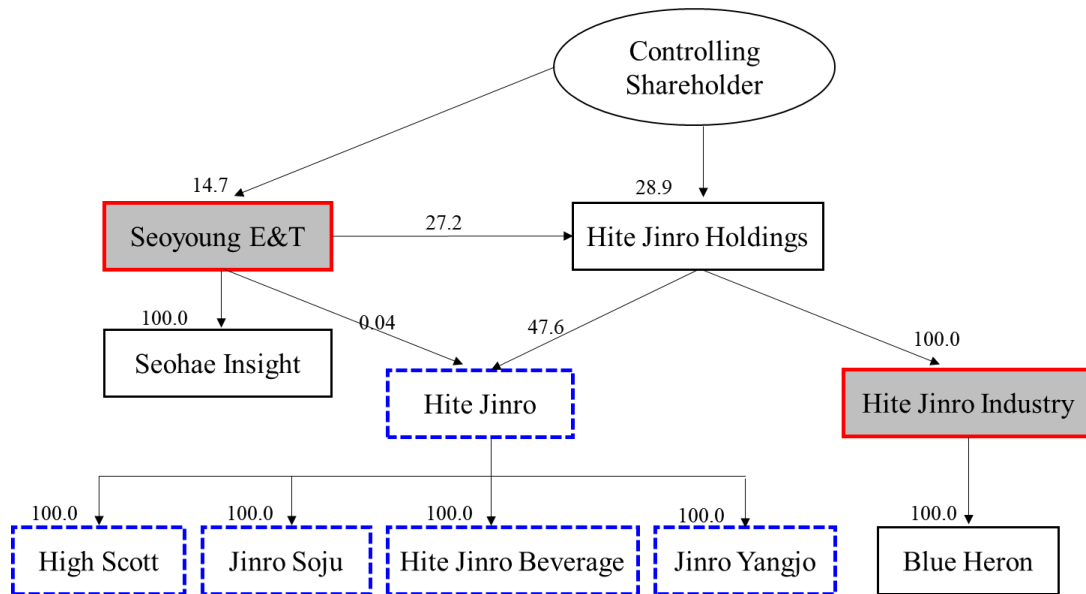 Controlling
Shareholder
14.7
28.9
Seoyoung E&T
27.2
Hite Jinro Holdings
100.0
0.04
47.6
100.0
Seohae Insight
Hite Jinro
Hite Jinro Industry
100.0
100.0
100.0
100.0
100.0
High Scott
Jinro Soju
Hite Jinro Beverage
Jinro Yangjo
Blue Heron